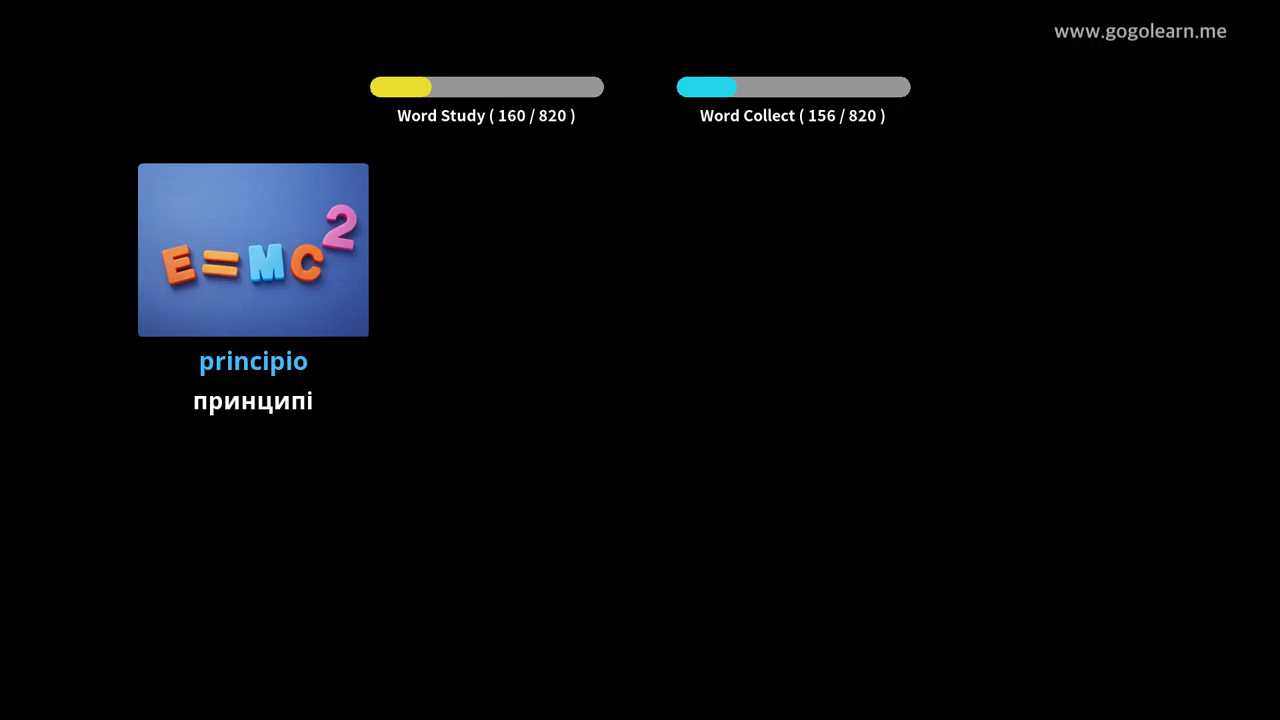 www.gogolearn.me
Word Study ( 160 / 820 )
Word Collect ( 156 / 820 )
E=MC2
principio
принципі